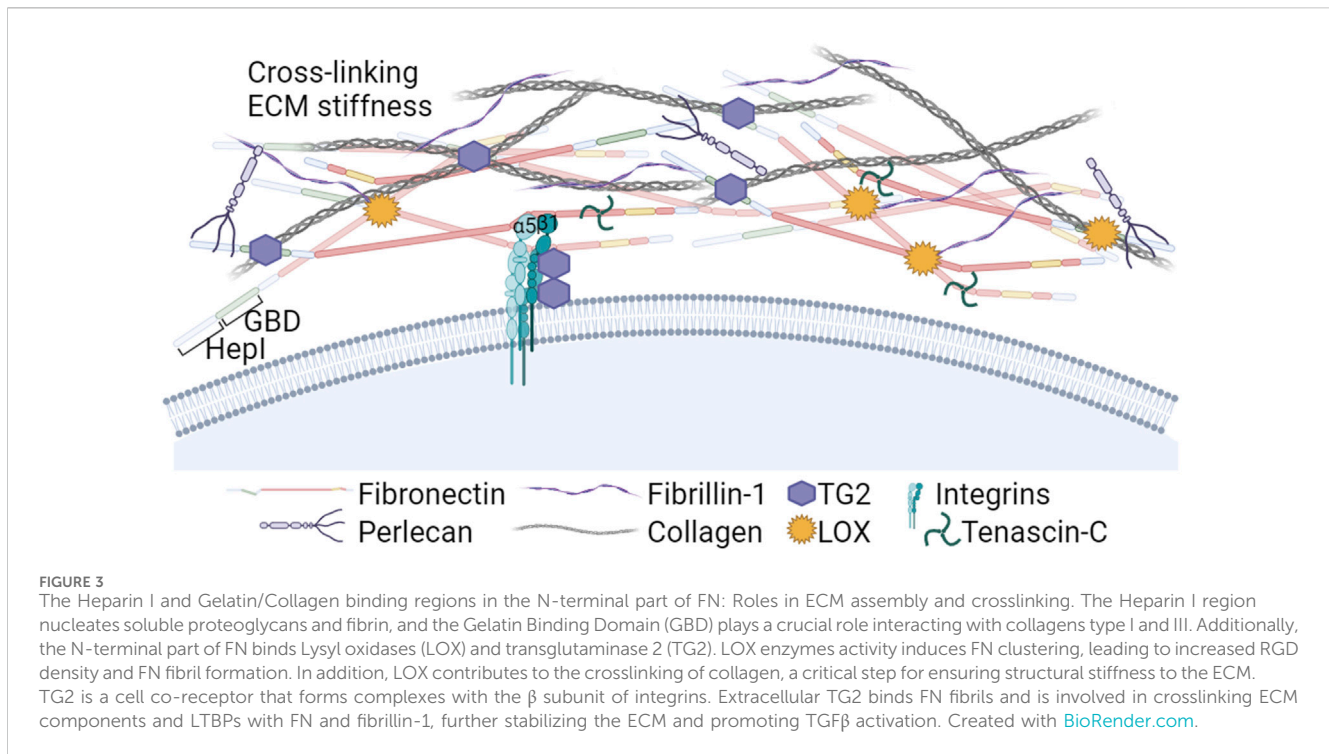 Cross-linking
ECM stiffness
α5β1
GBD
HepI
Fibronectin
Fibrillin-1
TG2
Integrins
Perlecan
Collagen
LOX
Tenascin-C
FIGURE 3
The Heparin I and Gelatin/Collagen binding regions in the N-terminal part of FN: Roles in ECM assembly and crosslinking. The Heparin I region
nucleates soluble proteoglycans and fibrin, and the Gelatin Binding Domain (GBD) plays a crucial role interacting with collagens type I and III. Additionally,
the N-terminal part of FN binds Lysyl oxidases (LOX) and transglutaminase 2 (TG2). LOX enzymes activity induces FN clustering, leading to increased RGD
density and FN fibril formation. In addition, LOX contributes to the crosslinking of collagen, a critical step for ensuring structural stiffness to the ECM.
TG2 is a cell co-receptor that forms complexes with the β subunit of integrins. Extracellular TG2 binds FN fibrils and is involved in crosslinking ECM
components and LTBPs with FN and fibrillin-1, further stabilizing the ECM and promoting TGFβ activation. Created with BioRender.com.